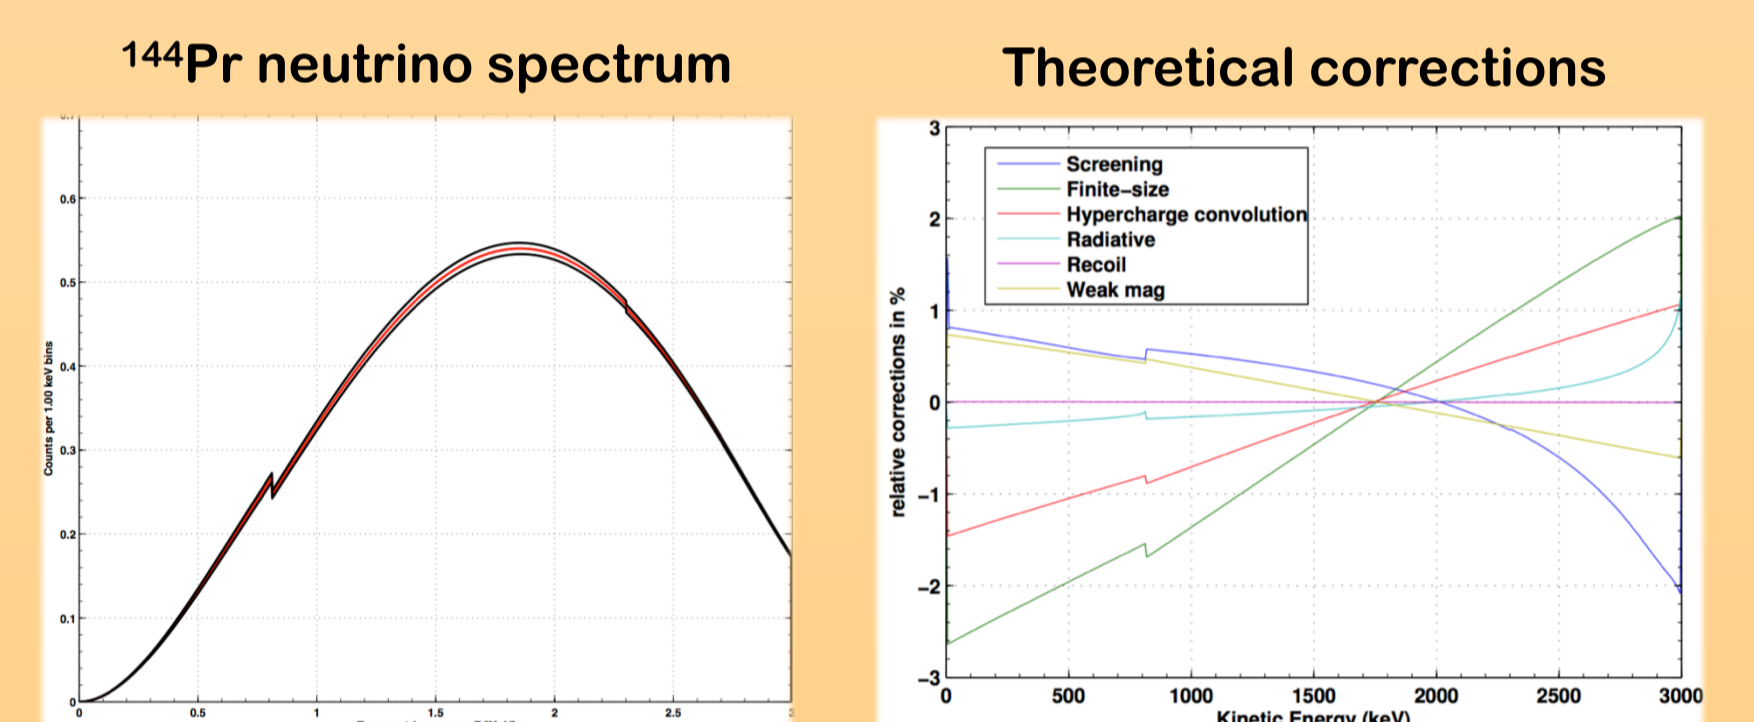 ¹⁴⁴Pr neutrino spectrum
Theoretical corrections
Counts per 1.00 keV bins
0.6
0.5
0.4
0.3
0.2
0.1
0
0
0.5
1
1.5
2
2.5
3
relative corrections in %
3
2
1
0
−1
−2
−3
Screening
Finite−size
Hypercharge convolution
Radiative
Recoil
Weak mag
0
500
1000
1500
2000
2500
3000
Kinetic Energy (keV)